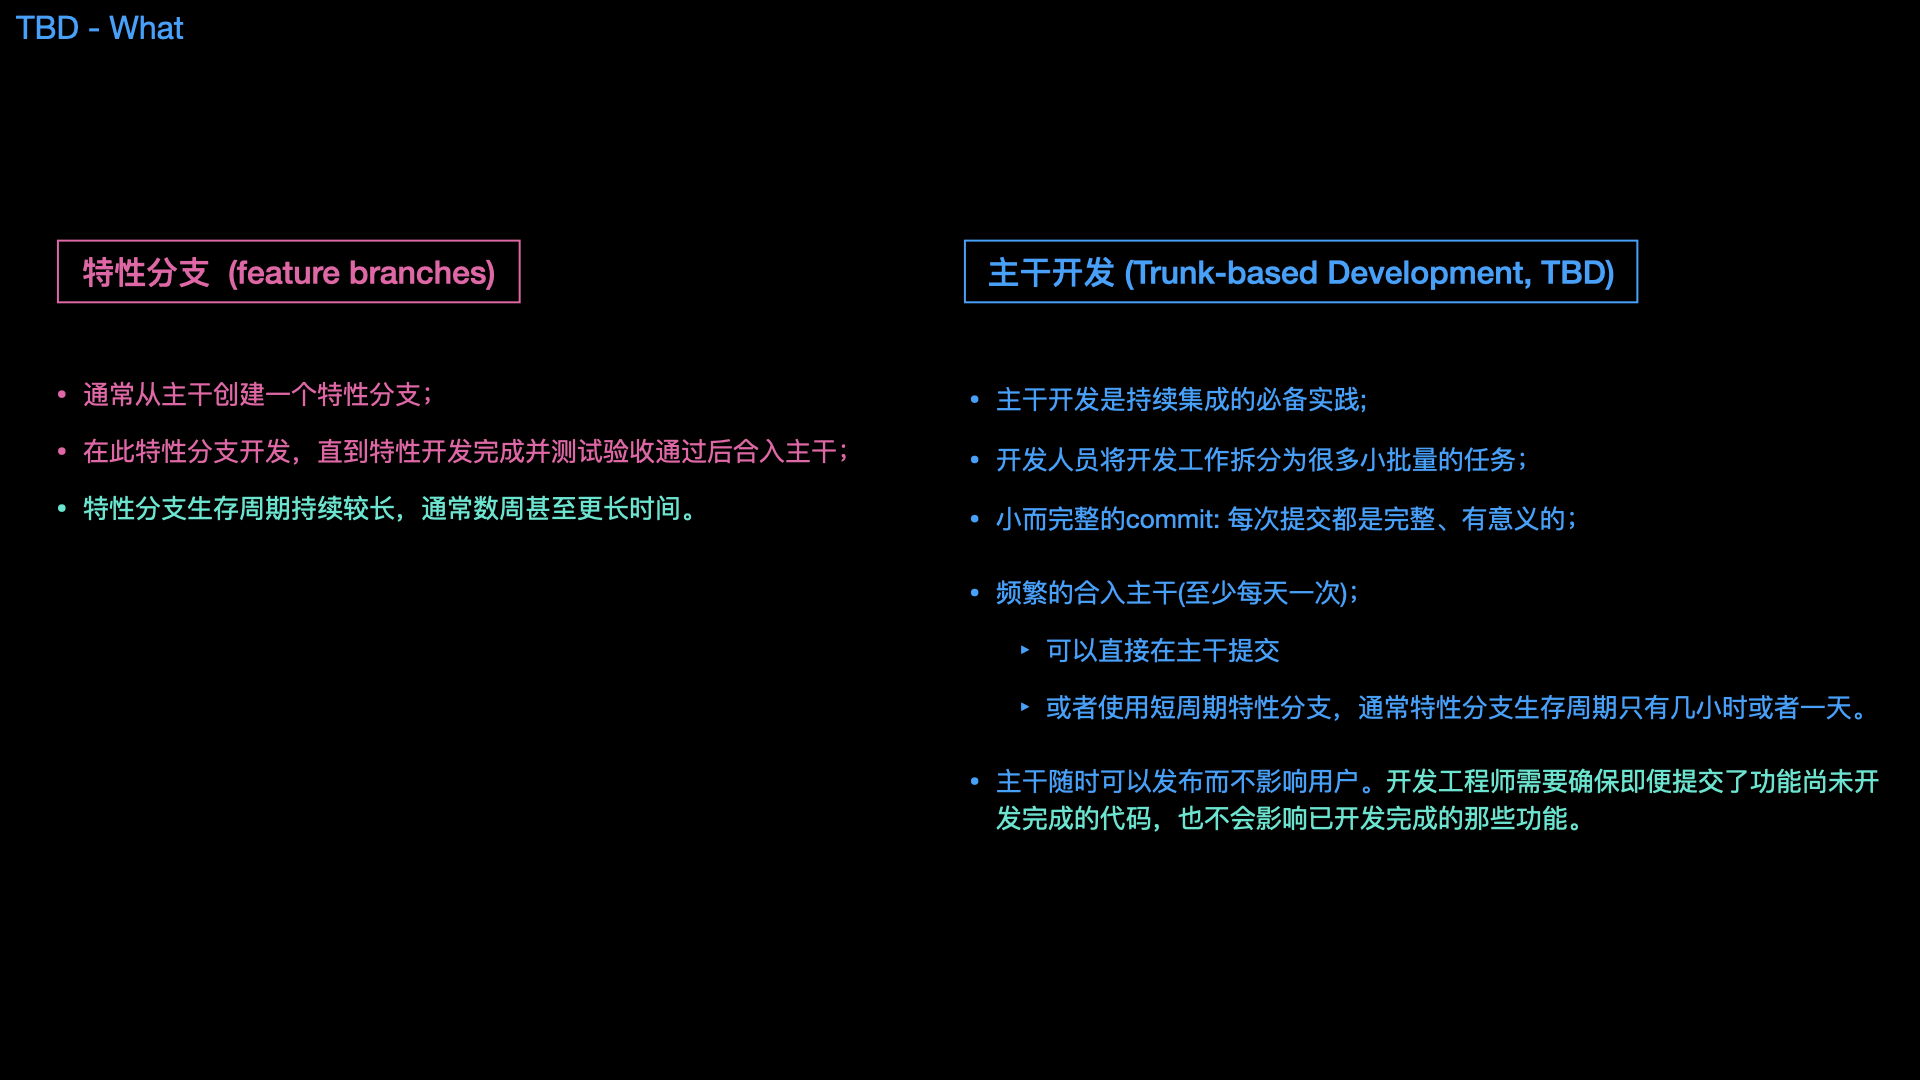 TBD - What
特性分支 (feature branches)
• 通常从主干创建一个特性分支；
• 在此特性分支开发，直到特性开发完成并测试验收通过后合入主干；
• 特性分支生存周期持续较长，通常数周甚至更长时间。
主干开发 (Trunk-based Development, TBD)
• 主干开发是持续集成的必备实践;
• 开发人员将开发工作拆分为很多小批量的任务；
• 小而完整的commit: 每次提交都是完整、有意义的；
• 频繁的合入主干(至少每天一次)；
‣ 可以直接在主干提交
‣ 或者使用短周期特性分支，通常特性分支生存周期只有几小时或者一天。
• 主干随时可以发布而不影响用户。开发工程师需要确保即便提交了功能尚未开
发完成的代码，也不会影响已开发完成的那些功能。